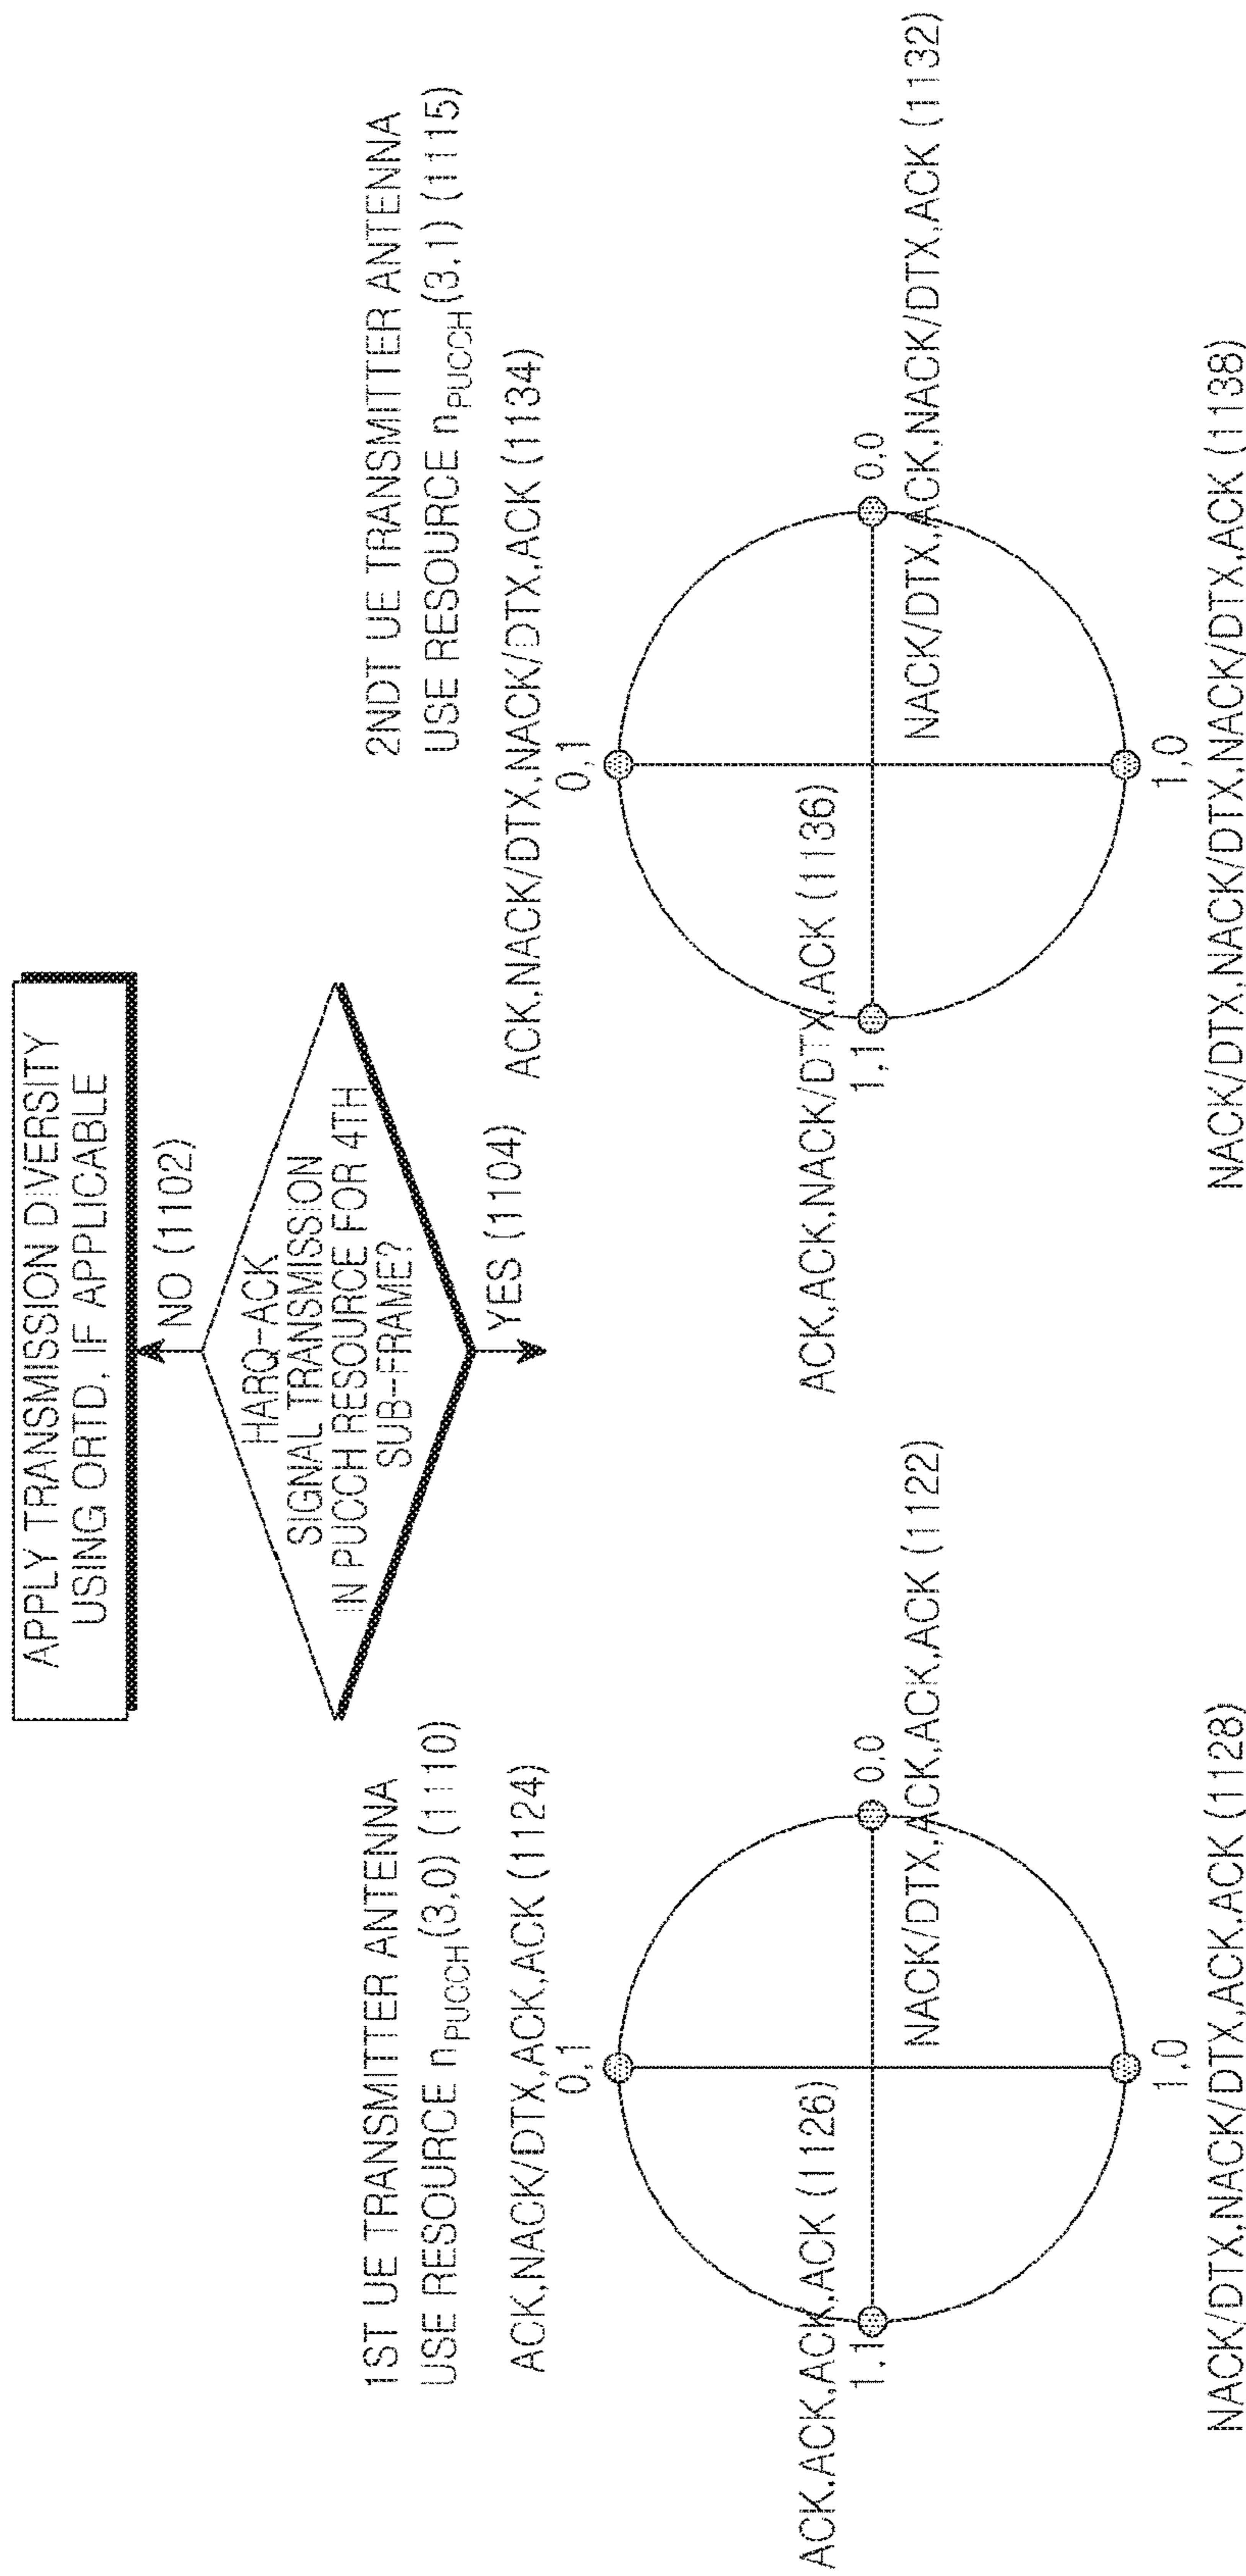 APPLY TRANSMISSION DIVERSITY
USING ORTD, IF APPLICABLE
NO (1102)
HARQ-ACK
SIGNAL TRANSMISSION
IN PUCCH RESOURCE FOR 4TH
SUB-FRAME?
YES (1104)
1ST UE TRANSMITTER ANTENNA
USE RESOURCE nPUCCH(3,0) (1110)
ACK,NACK/DTX,ACK,ACK (1124)
0,1
ACK,ACK,ACK,ACK (1126)
1,1
0,0
NACK/DTX,ACK,ACK,ACK (1122)
1,0
NACK/DTX,NACK/DTX,ACK,ACK (1128)
2NDT UE TRANSMITTER ANTENNA
USE RESOURCE nPUCCH(3,1) (1115)
ACK,NACK/DTX,NACK/DTX,ACK (1134)
0,1
ACK,ACK,NACK/DTX,ACK (1136)
1,1
0,0
NACK/DTX,ACK,NACK/DTX,ACK (1132)
1,0
NACK/DTX,NACK/DTX,NACK/DTX,ACK (1138)